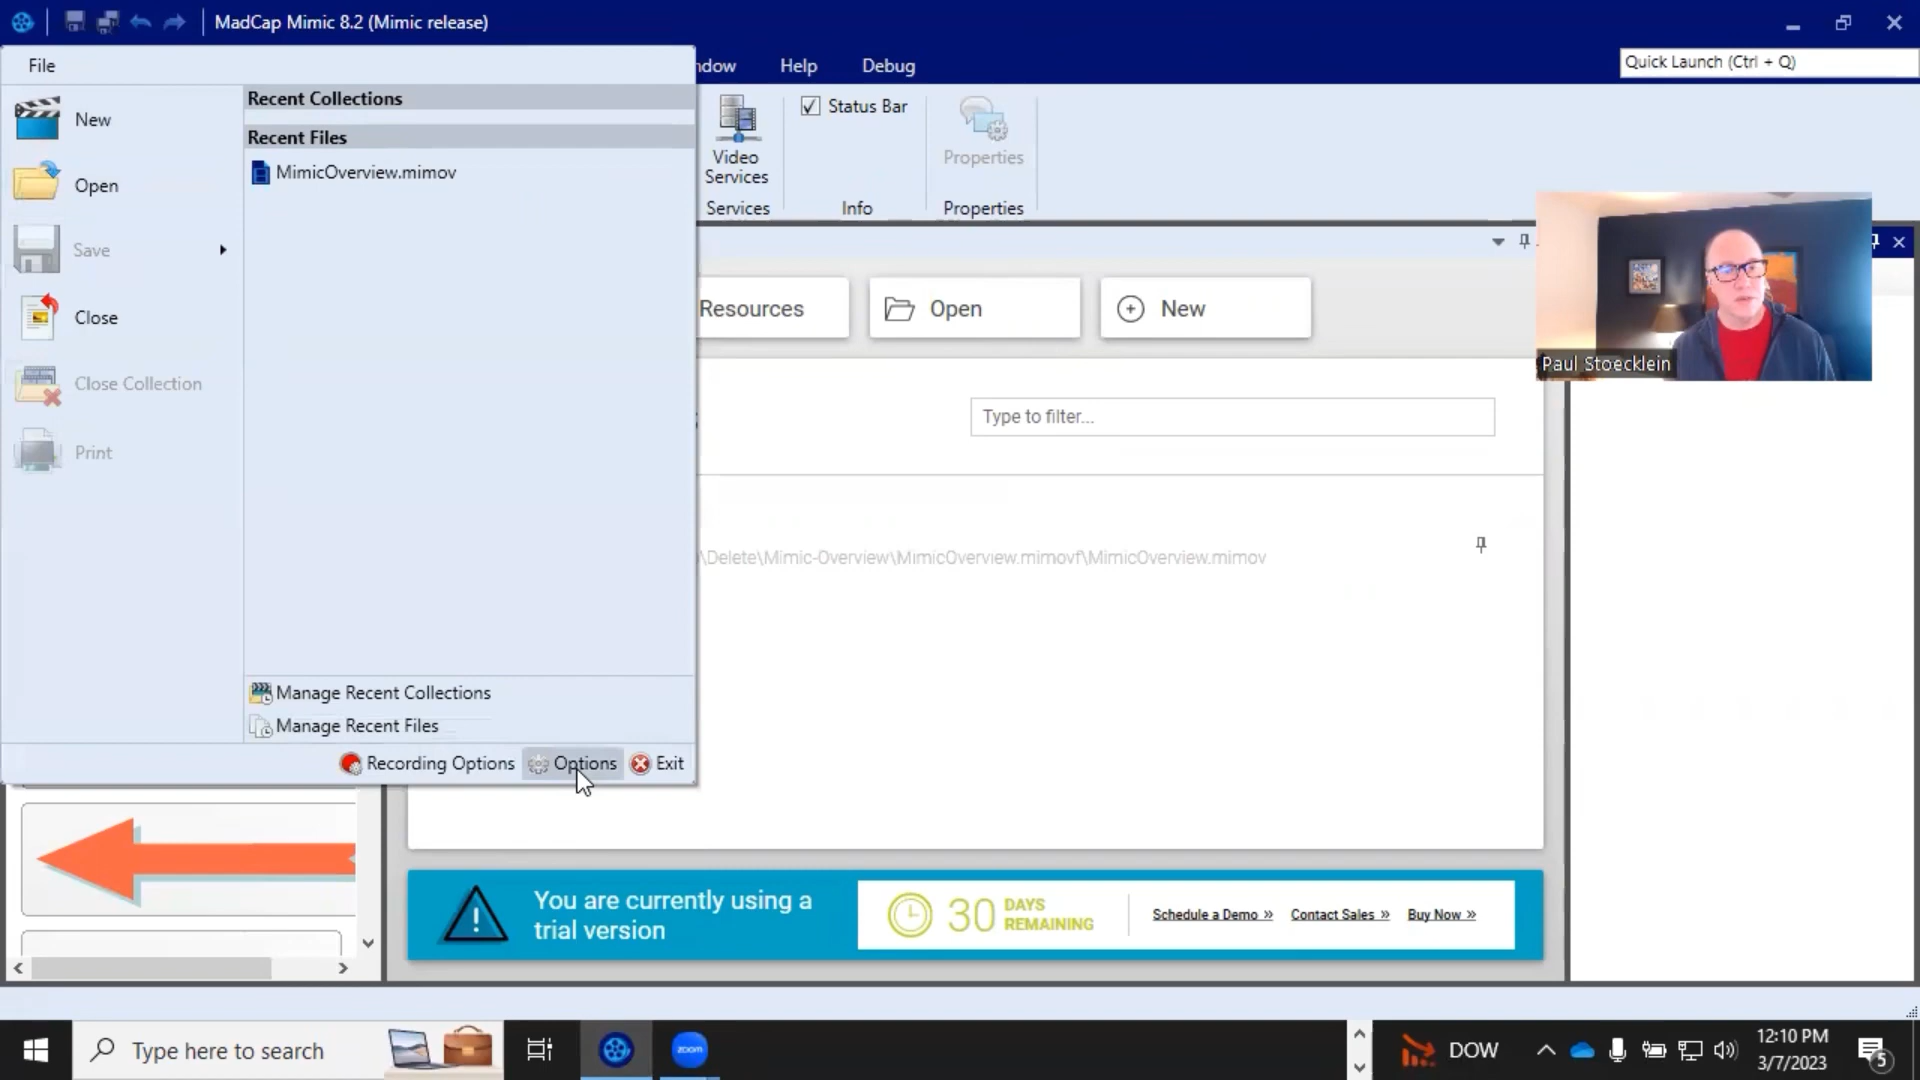 MadCap Mimic 8.2 (Mimic release)
File
ndow
Help
Debug
Quick Launch (Ctrl + Q)
New
Open
Save
Close
Close Collection
Print
Recent Collections
Recent Files
MimicOverview.mimov
Manage Recent Collections
Manage Recent Files
Recording Options
Options
Exit
Video
Services
Services
Status Bar
Info
Properties
Properties
Resources
Open
New
Paul Stoecklein
Type to filter...
\Delete\Mimic-Overview\MimicOverview.mimovf\MimicOverview.mimov
You are currently using a
trial version
30 DAYS
REMAINING
Schedule a Demo »
Contact Sales »
Buy Now »
Type here to search
zoom
DOW
12:10 PM
3/7/2023
5